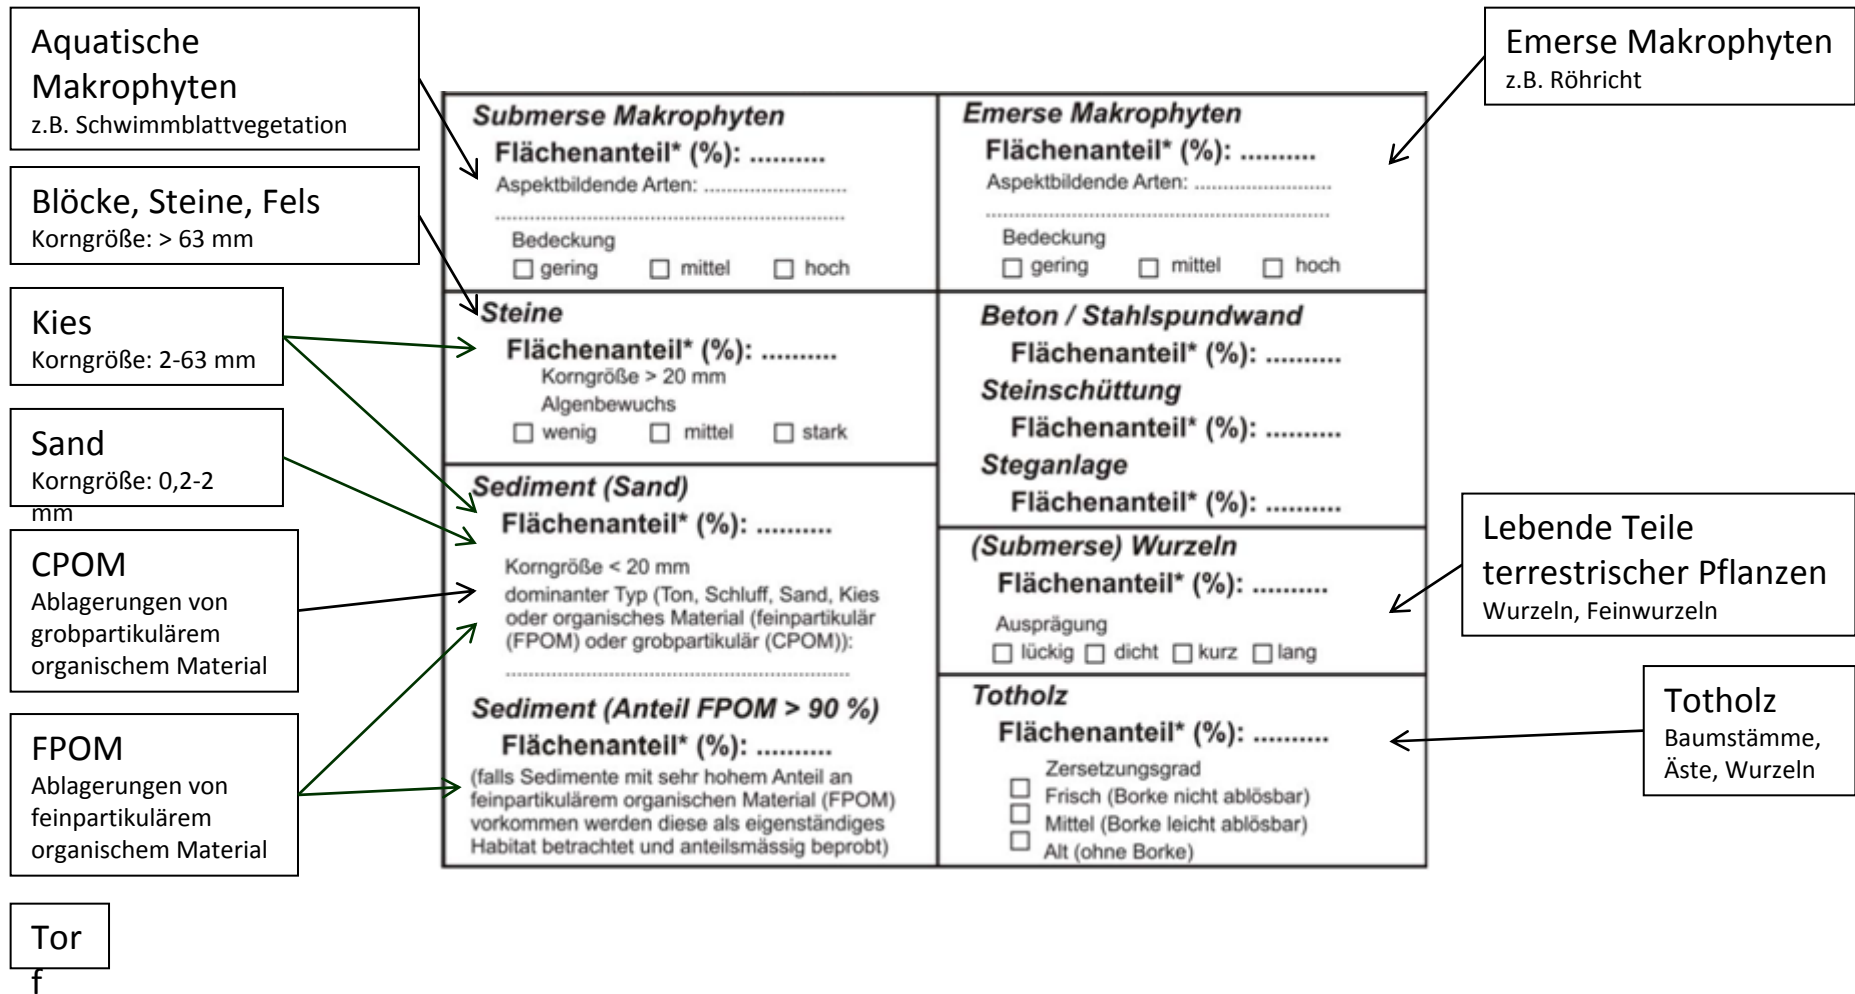 Aquatische
Makrophyten
z.B. Schwimmblattvegetation
Blöcke, Steine, Fels
Korngröße: > 63 mm
Kies
Korngröße: 2-63 mm
Sand
Korngröße: 0,2-2
mm
CPOM
Ablagerungen von
grobpartikulärem
organischem Material
FPOM
Ablagerungen von
feinpartikulärem
organischem Material
Tor
f
Submerse Makrophyten
Flächenanteil* (%): ..........
Aspektbildende Arten: ..........................
................................................................
Bedeckung
☐ gering ☐ mittel ☐ hoch
Steine
Flächenanteil* (%): ..........
Korngröße > 20 mm
Algenbewuchs
☐ wenig ☐ mittel ☐ stark
Sediment (Sand)
Flächenanteil* (%): ..........
Korngröße < 20 mm
dominanter Typ (Ton, Schluff, Sand, Kies
oder organisches Material (feinpartikulär
(FPOM) oder grobpartikulär (CPOM)):
...............................................................
Sediment (Anteil FPOM > 90 %)
Flächenanteil* (%): ..........
(falls Sedimente mit sehr hohem Anteil an
feinpartikulärem organischen Material (FPOM)
vorkommen werden diese als eigenständiges
Habitat betrachtet und anteilsmässig beprobt)
Emerse Makrophyten
Flächenanteil* (%): ..........
Aspektbildende Arten: .........................
...............................................................
Bedeckung
☐ gering ☐ mittel ☐ hoch
Beton / Stahlspundwand
Flächenanteil* (%): ..........
Steinschüttung
Flächenanteil* (%): ..........
Steganlage
Flächenanteil* (%): ..........
(Submerse) Wurzeln
Flächenanteil* (%): ..........
Ausprägung
☐ lückig ☐ dicht ☐ kurz ☐ lang
Totholz
Flächenanteil* (%): ..........
Zersetzungsgrad
☐ Frisch (Borke nicht ablösbar)
☐ Mittel (Borke leicht ablösbar)
☐ Alt (ohne Borke)
Emerse Makrophyten
z.B. Röhricht
Lebende Teile
terrestrischer Pflanzen
Wurzeln, Feinwurzeln
Totholz
Baumstämme,
Äste, Wurzeln